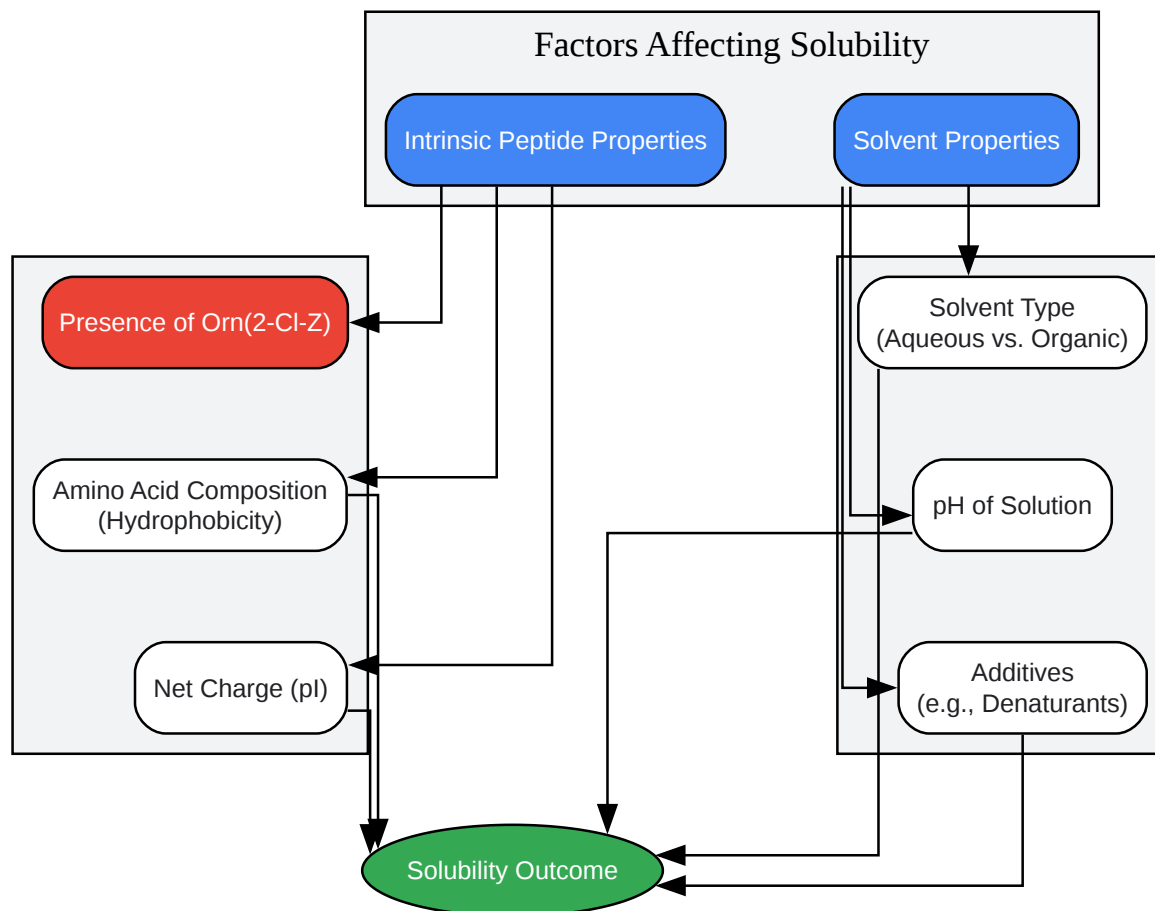 Factors Affecting Solubility
Intrinsic Peptide Properties
Solvent Properties
Presence of Orn(2-Cl-Z)
Solvent Type
(Aqueous vs. Organic)
Amino Acid Composition
(Hydrophobicity)
pH of Solution
Net Charge (pI)
Additives
(e.g., Denaturants)
Solubility Outcome